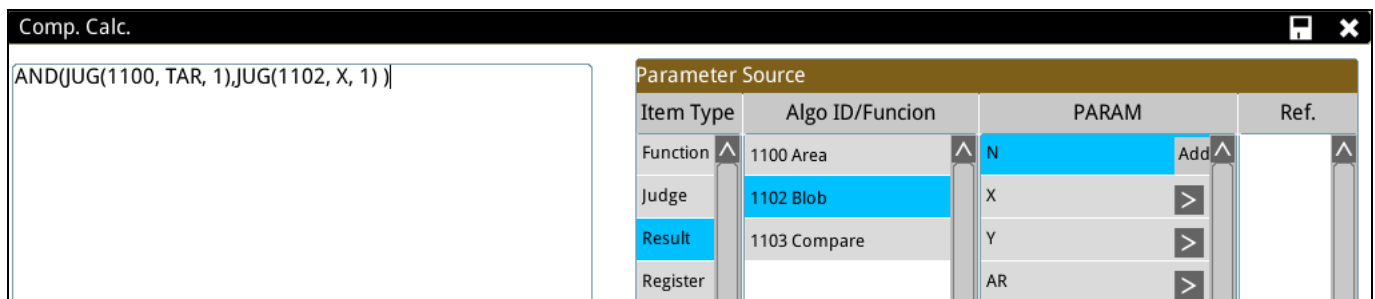 Comp. Calc.
AND(JUG(1100, TAR, 1),JUG(1102, X, 1) )
Parameter Source
Item Type Algo ID/Funcion PARAM Ref.
Function 1100 Area N Add
Judge 1102 Blob X >
Result 1103 Compare Y >
Register AR >